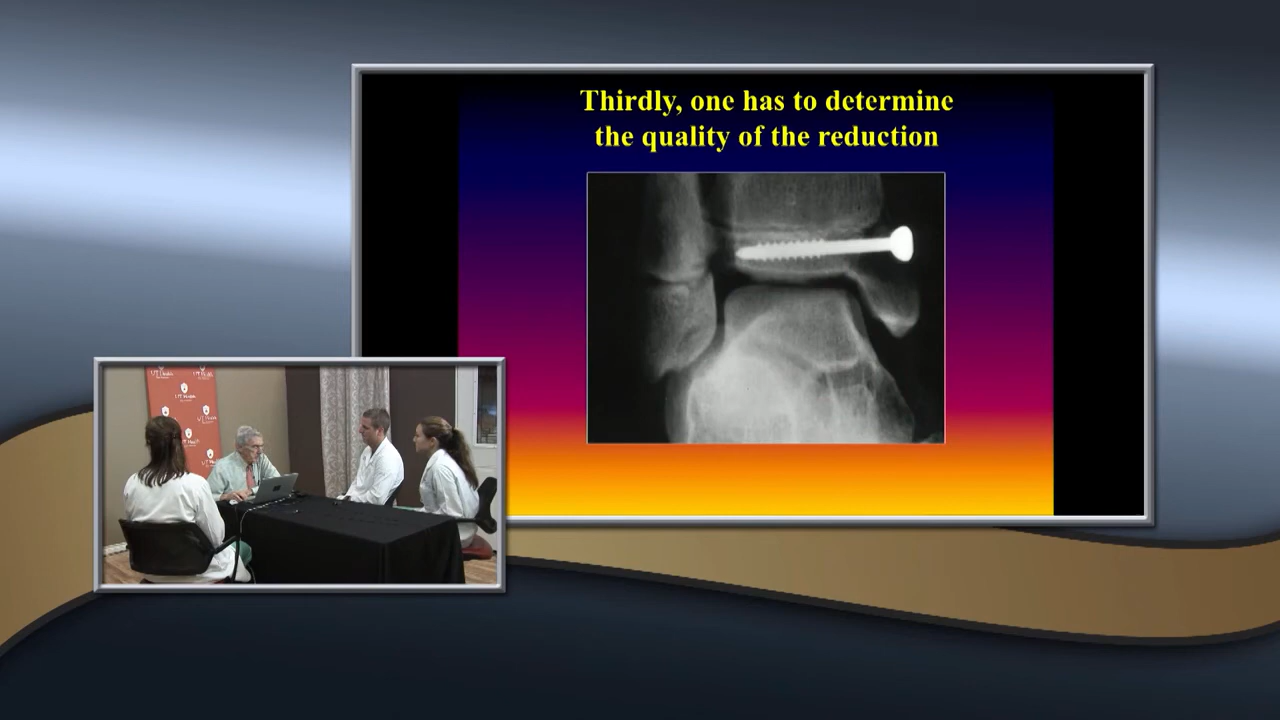 Thirdly, one has to determine
the quality of the reduction